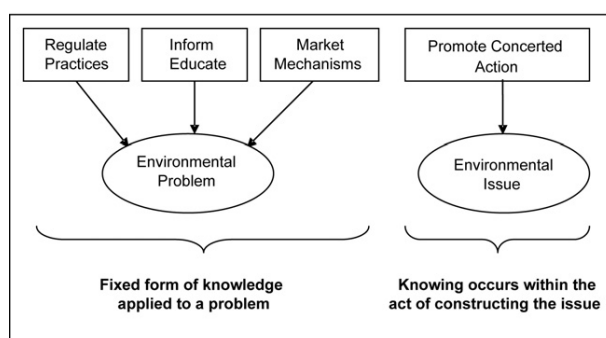 Regulate
Practices
Inform
Educate
Market
Mechanisms
Promote Concerted
Action
Environmental
Problem
Environmental
Issue
Fixed form of knowledge
applied to a problem
Knowing occurs within the
act of constructing the issue